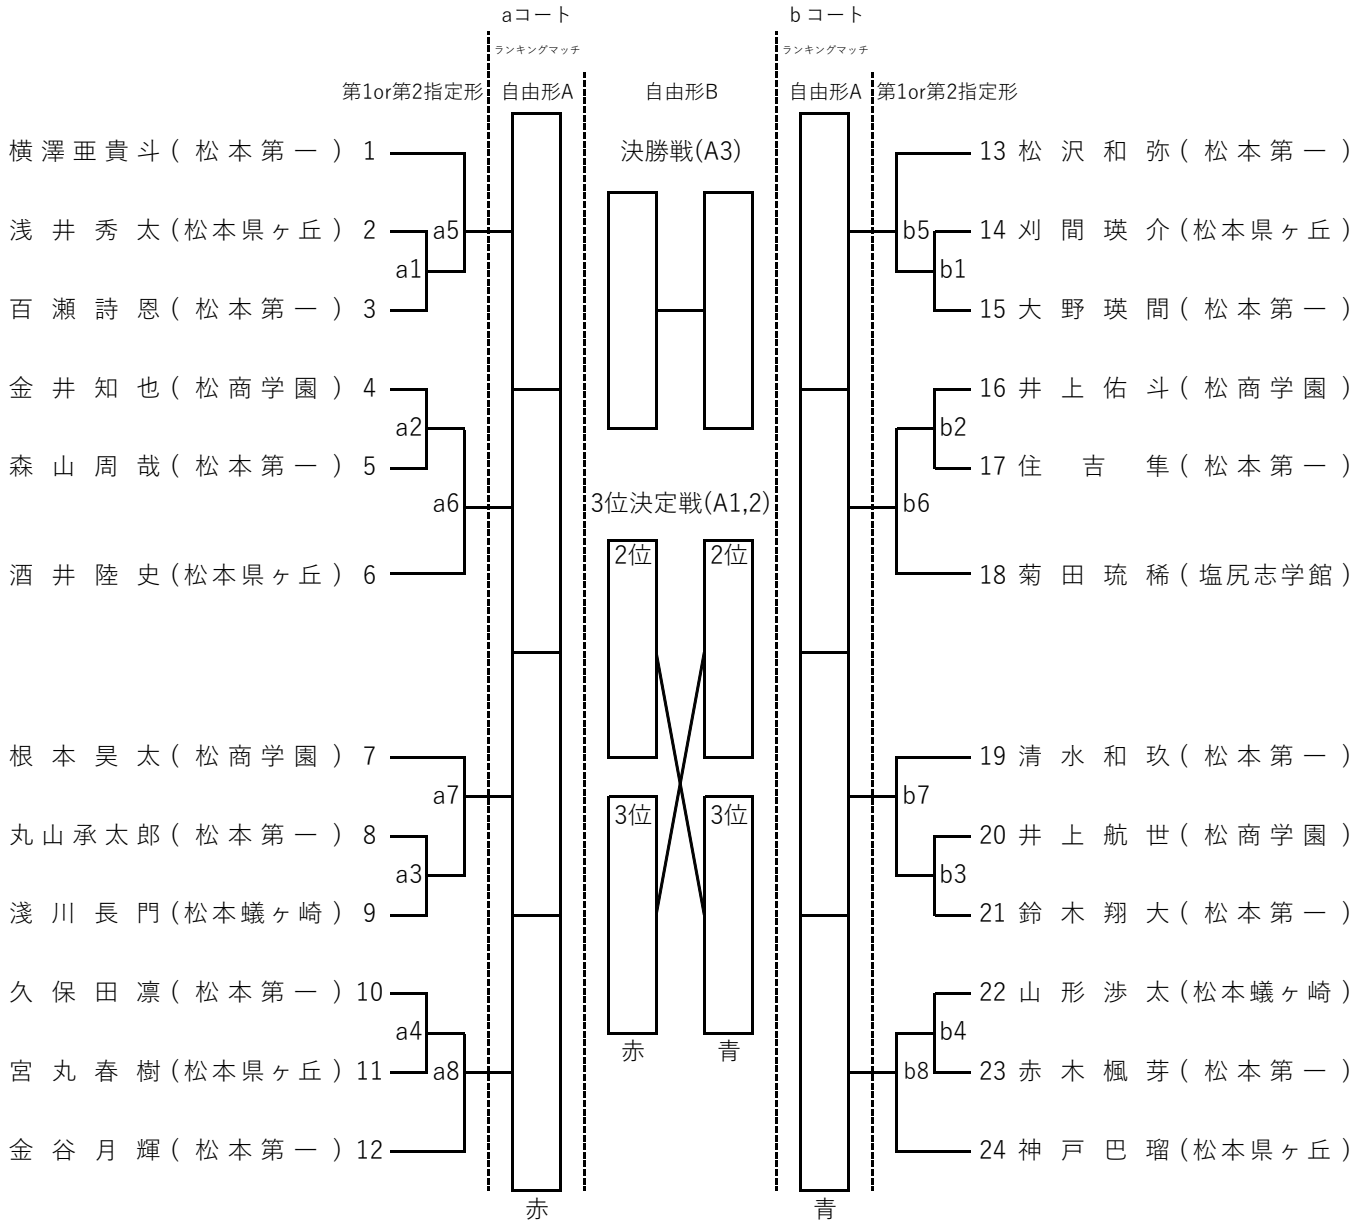 aコート bコート
ランキングマッチ ランキングマッチ
第1or第2指定形 自由形A 自由形B 自由形A 第1or第2指定形
横澤亜貴斗(松本第一) 1 決勝戦(A3) 13 松沢和弥(松本第一)
浅井秀太(松本県ヶ丘) 2 a5 b5 14 刈間瑛介(松本県ヶ丘)
a1 b1
百瀬詩恩(松本第一) 3 15 大野瑛間(松本第一)
金井知也(松商学園) 4 16 井上佑斗(松商学園)
a2 b2
森山周哉(松本第一) 5 17 住吉隼(松本第一)
a6 3位決定戦(A1,2) b6
2位 2位
酒井陸史(松本県ヶ丘) 6 18 菊田琉稀(塩尻志学館)
根本昊太(松商学園) 7 19 清水和玖(松本第一)
a7 b7
3位 3位
丸山承太郎(松本第一) 8 20 井上航世(松商学園)
a3 b3
淺川長門(松本蟻ヶ崎) 9 21 鈴木翔大(松本第一)
久保田凛(松本第一) 10 22 山形渉太(松本蟻ヶ崎)
a4 b4
赤 青
宮丸春樹(松本県ヶ丘) 11 a8 b8 23 赤木楓芽(松本第一)
金谷月輝(松本第一) 12 24 神戸巴瑠(松本県ヶ丘)
赤 青